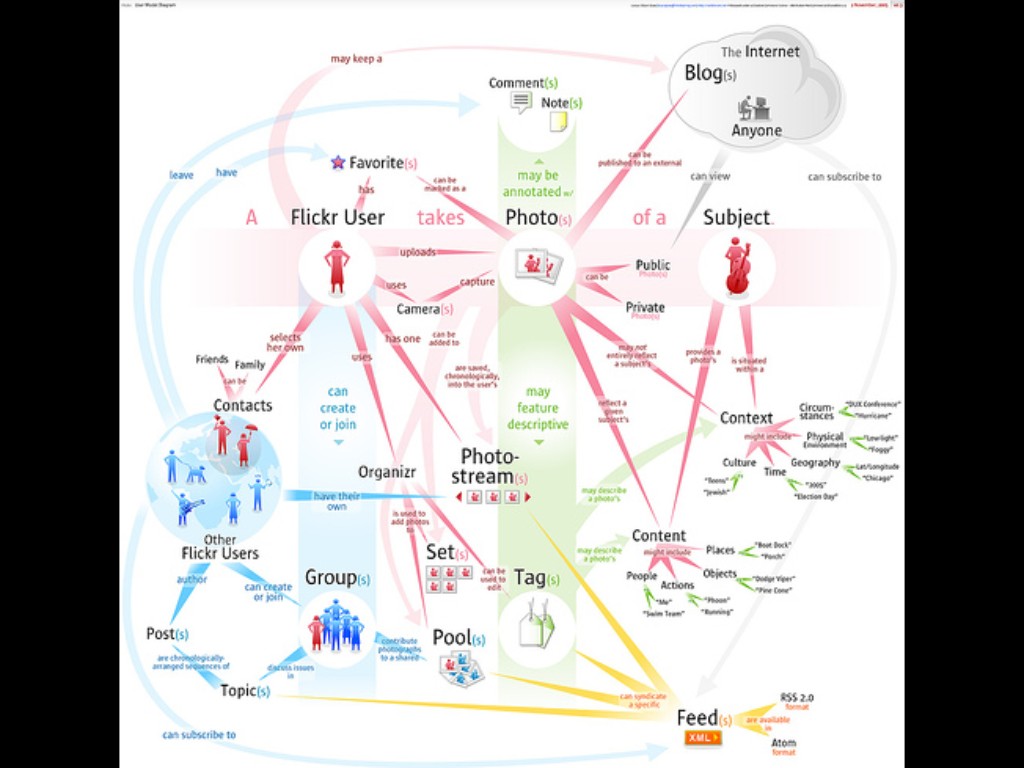 User Model Diagram
may keep a
The Internet
Blog(s)
Anyone
Comment(s)
Note(s)
leave
have
Favorite(s)
has
can be
marked as a
may be
annotated w/
can be
published to an external
can view
can subscribe to
A
Flickr User
takes
Photo(s)
of a
Subject
uploads
uses
capture
Camera(s)
can be
Public
Photo(s)
Private
Photo(s)
selects
her own
uses
has one
can be
added to
Friends
Family
can be
Contacts
can
create
or join
are saved,
chronologically,
into the user's
may
feature
descriptive
may not
entirely reflect
a subject's
provides a
photo's
is situated
within a
reflect a
given
subject's
Context
might include
Circum-
stances
"DUX Conference"
"Hurricane"
Physical
Environment
"Low-light"
"Foggy"
Geography
Lat/Longitude
"Chicago"
Time
"2005"
"Election Day"
Culture
"Teens"
"Jewish"
Organizr
Photo-
stream(s)
have their
own
is used to
add photos
to
may describe
a photo's
may describe
a photo's
Other
Flickr Users
author
can create
or join
Group(s)
Set(s)
can be
used to
edit
Tag(s)
Content
might include
Places
"Boat Dock"
"Porch"
Objects
"Dodge Viper"
"Pine Cone"
Actions
"Phoon"
"Running"
People
"Me"
"Swim Team"
Post(s)
are chronologically-
arranged sequences of
discuss issues
in
contribute
photographs
to a shared
Pool(s)
Topic(s)
can syndicate
a specific
Feed(s)
XML
are available
in
RSS 2.0
format
Atom
format
can subscribe to